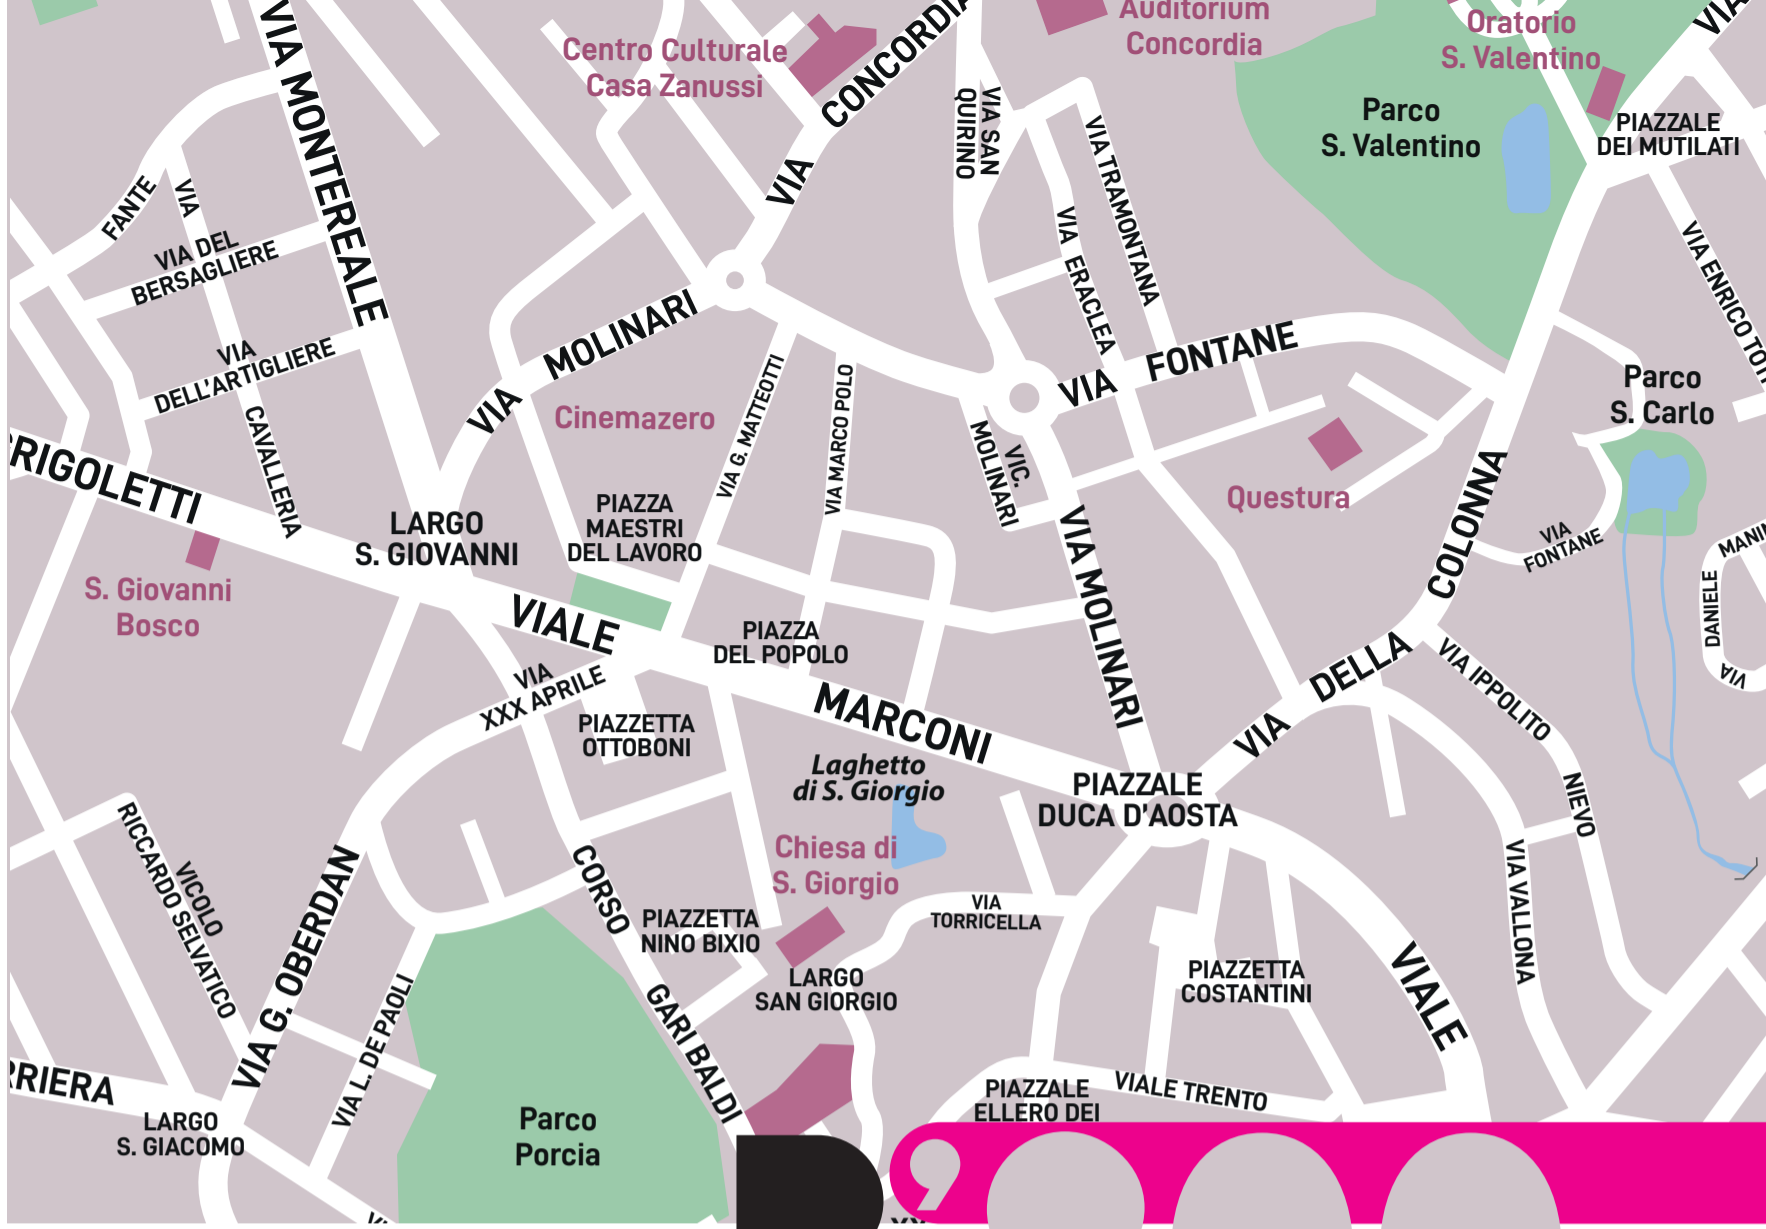 VIA MONTEREALE
Centro Culturale
Casa Zanussi
VIA CONCORDIA
Auditorium
Concordia
Oratorio
S. Valentino
VIA
VIA SAN
QUIRINO
VIA TRAMONTANA
Parco
S. Valentino
PIAZZALE
DEI MUTILATI
FANTE
VIA
CAVALLERIA
VIA DEL
BERSAGLIERE
VIA ERACLEA
VIA ENRICO TOTI
VIA
DELL'ARTIGLIERE
VIA MOLINARI
VIA FONTANE
Parco
S. Carlo
Cinemazero
VIA G. MATTEOTTI
VIA MARCO POLO
VIC.
MOLINARI
Questura
RIGOLETTI
LARGO
S. GIOVANNI
PIAZZA
MAESTRI
DEL LAVORO
VIA MOLINARI
VIA DELLA COLONNA
VIA
FONTANE
VIA DANIELE MANIN
S. Giovanni
Bosco
VIALE MARCONI
PIAZZA
DEL POPOLO
VIA
XXX APRILE
PIAZZETTA
OTTOBONI
VIA IPPOLITO NIEVO
Laghetto
di S. Giorgio
PIAZZALE
DUCA D'AOSTA
Chiesa di
S. Giorgio
VICOLO
RICCARDO SELVATICO
VIA G. OBERDAN
CORSO GARI BALDI
PIAZZETTA
NINO BIXIO
VIA
TORRICELLA
VIA VALLONA
LARGO
SAN GIORGIO
PIAZZETTA
COSTANTINI
VIALE
VIA L. DE PAOLI
RRIERA
LARGO
S. GIACOMO
Parco
Porcia
PIAZZALE
ELLERO DEI
VIALE TRENTO